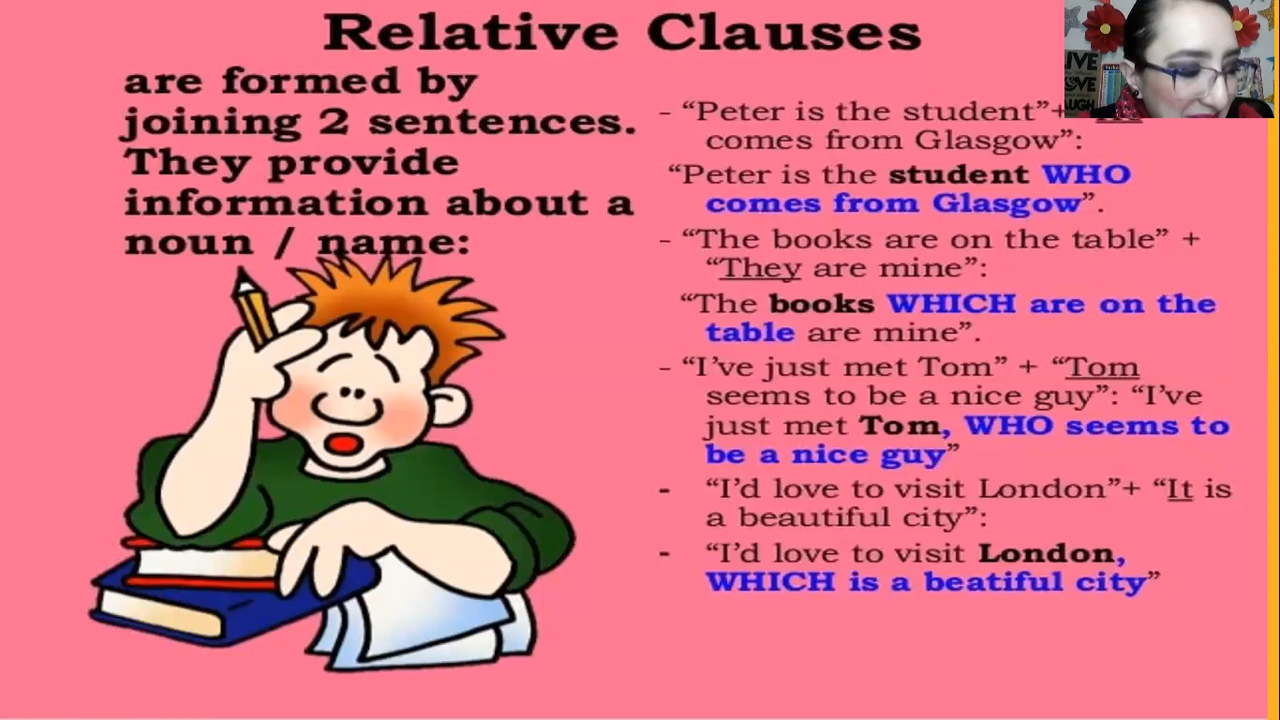 Relative Clauses
are formed by
joining 2 sentences.
They provide
information about a
noun / name:
- “Peter is the student”+
comes from Glasgow”:
“Peter is the student WHO
comes from Glasgow”.
- “The books are on the table” +
“They are mine”:
“The books WHICH are on the
table are mine”.
- “I’ve just met Tom” + “Tom
seems to be a nice guy”: “I’ve
just met Tom, WHO seems to
be a nice guy”
- “I’d love to visit London”+ “It is
a beautiful city”:
- “I’d love to visit London,
WHICH is a beatiful city”